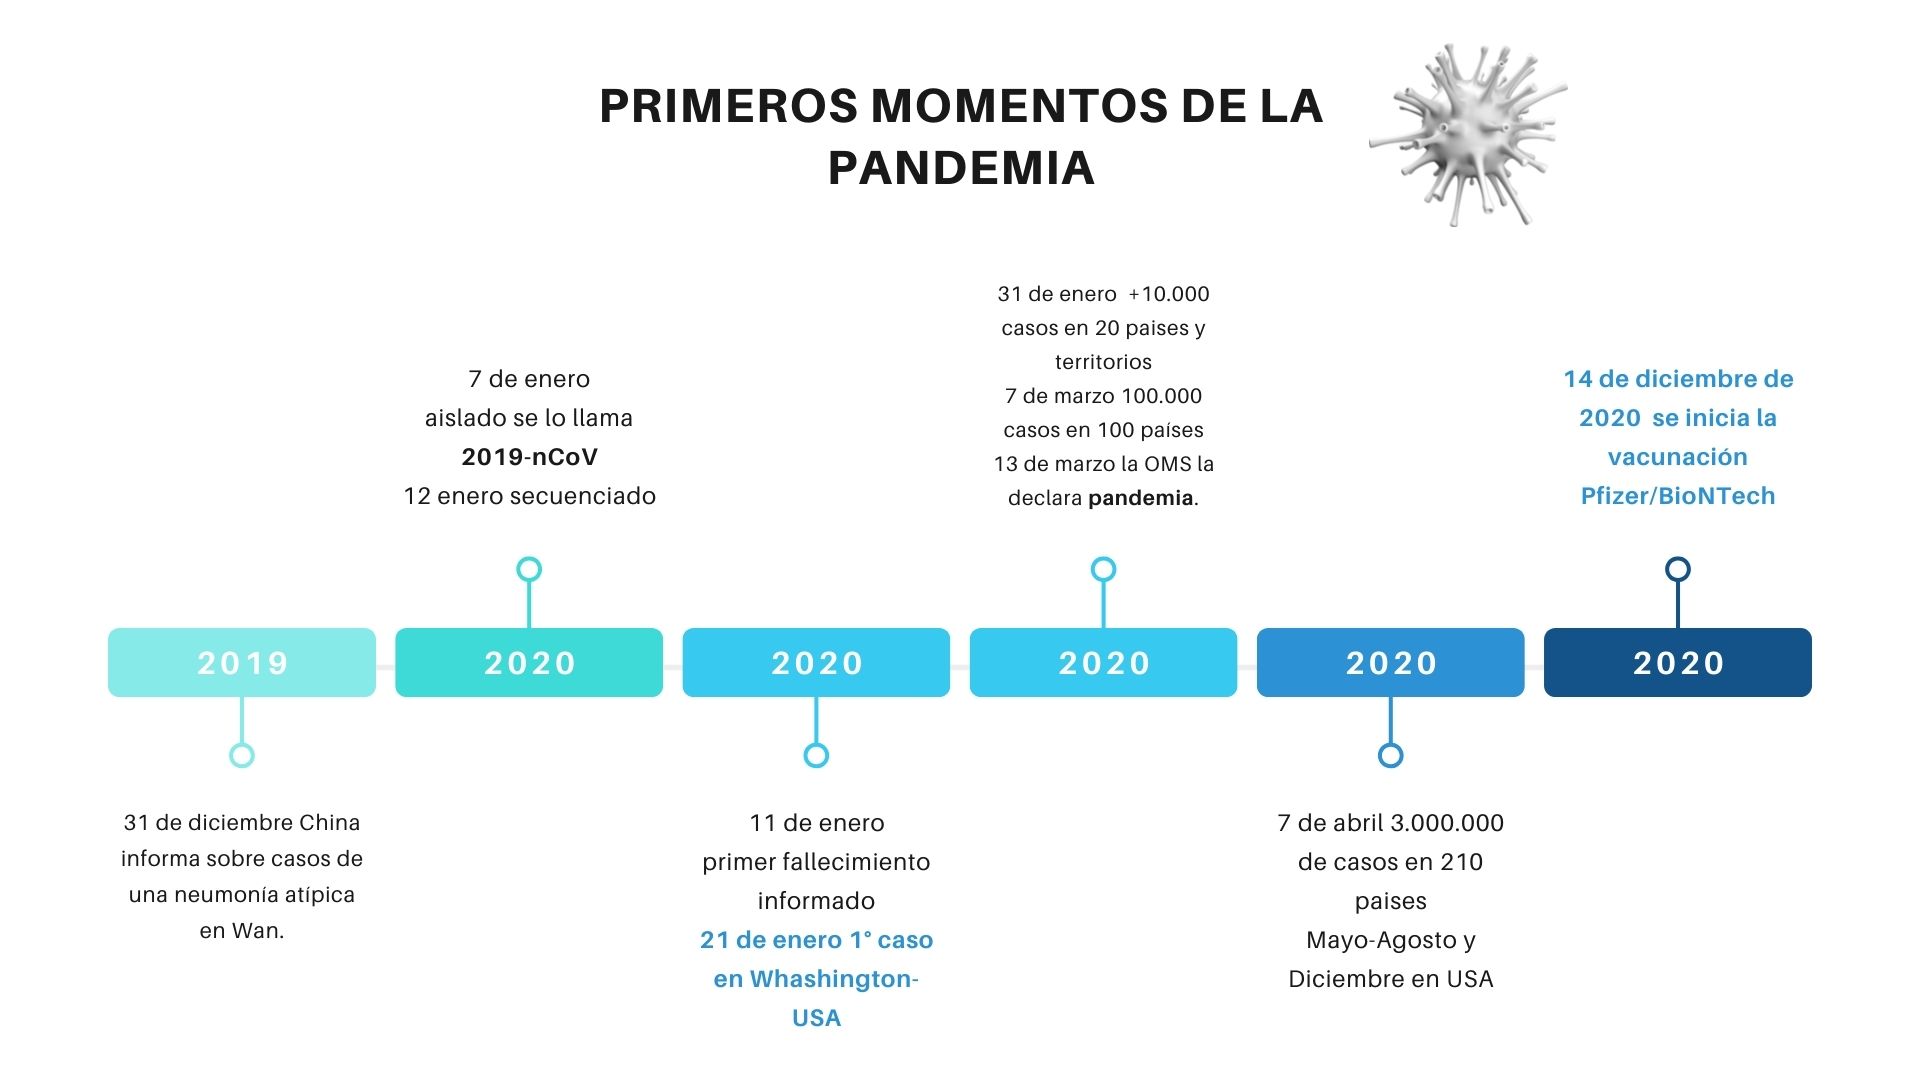 PRIMEROS MOMENTOS DE LA
PANDEMIA
31 de diciembre China
informa sobre casos de
una neumonía atípica
en Wan.
2019
7 de enero
aislado se lo llama
2019-nCoV
12 enero secuenciado
2020
2020
11 de enero
primer fallecimiento
informado
21 de enero 1° caso
en Whashington-
USA
31 de enero  +10.000
casos en 20 paises y
territorios
7 de marzo 100.000
casos en 100 países
13 de marzo la OMS la
declara pandemia.
2020
2020
7 de abril 3.000.000
de casos en 210
paises
Mayo-Agosto y
Diciembre en USA
14 de diciembre de
2020  se inicia la
vacunación
Pfizer/BioNTech
2020